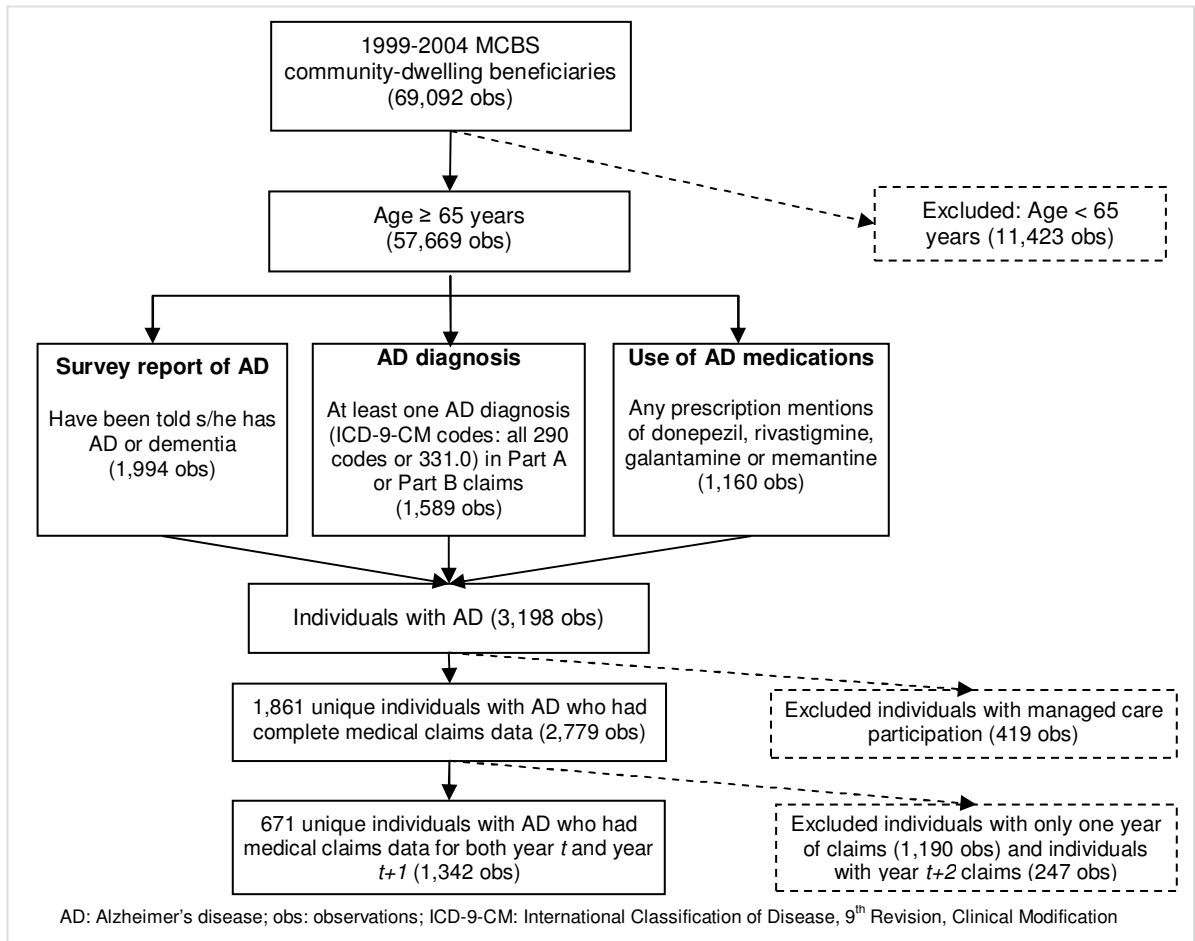 1999-2004 MCBS
community-dwelling beneficiaries
(69,092 obs)
Age ≥ 65 years
(57,669 obs)
Excluded: Age < 65
years (11,423 obs)
Survey report of AD
Have been told s/he has
AD or dementia
(1,994 obs)
AD diagnosis
At least one AD diagnosis
(ICD-9-CM codes: all 290
codes or 331.0) in Part A
or Part B claims
(1,589 obs)
Use of AD medications
Any prescription mentions
of donepezil, rivastigmine,
galantamine or memantine
(1,160 obs)
Individuals with AD (3,198 obs)
1,861 unique individuals with AD who had
complete medical claims data (2,779 obs)
Excluded individuals with managed care
participation (419 obs)
671 unique individuals with AD who had
medical claims data for both year t and year
t+1 (1,342 obs)
Excluded individuals with only one year
of claims (1,190 obs) and individuals
with year t+2 claims (247 obs)
AD: Alzheimer's disease; obs: observations; ICD-9-CM: International Classification of Disease, 9th Revision, Clinical Modification